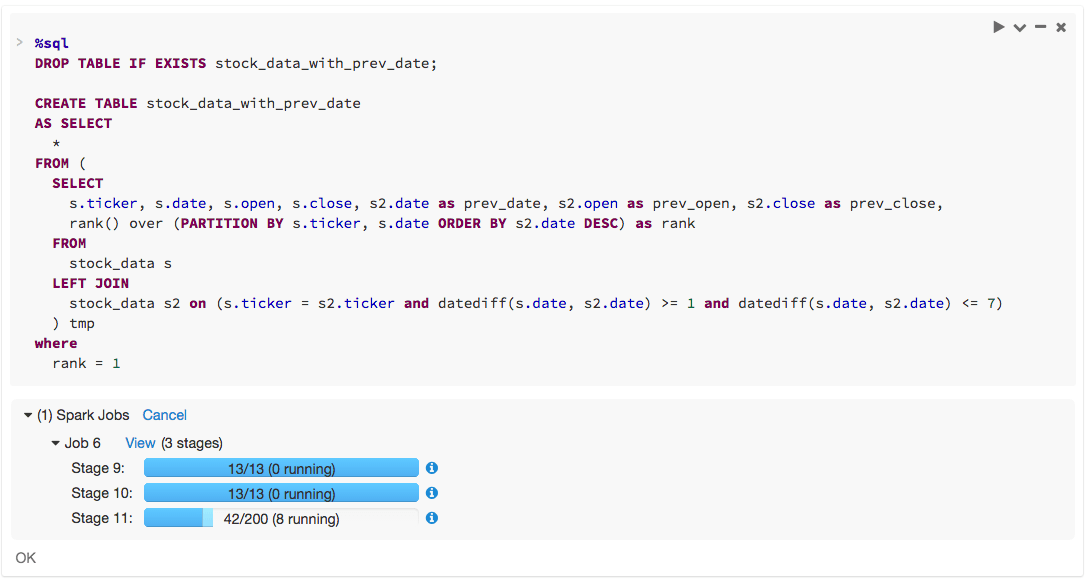 %sql
DROP TABLE IF EXISTS stock_data_with_prev_date;
CREATE TABLE stock_data_with_prev_date
AS SELECT
*
FROM (
SELECT
s.ticker, s.date, s.open, s.close, s2.date as prev_date, s2.open as prev_open, s2.close as prev_close,
rank() over (PARTITION BY s.ticker, s.date ORDER BY s2.date DESC) as rank
FROM
stock_data s
LEFT JOIN
stock_data s2 on (s.ticker = s2.ticker and datediff(s.date, s2.date) >= 1 and datediff(s.date, s2.date) <= 7)
) tmp
where
rank = 1
(1) Spark Jobs Cancel
Job 6 View (3 stages)
Stage 9: 13/13 (0 running)
Stage 10: 13/13 (0 running)
Stage 11: 42/200 (8 running)
OK